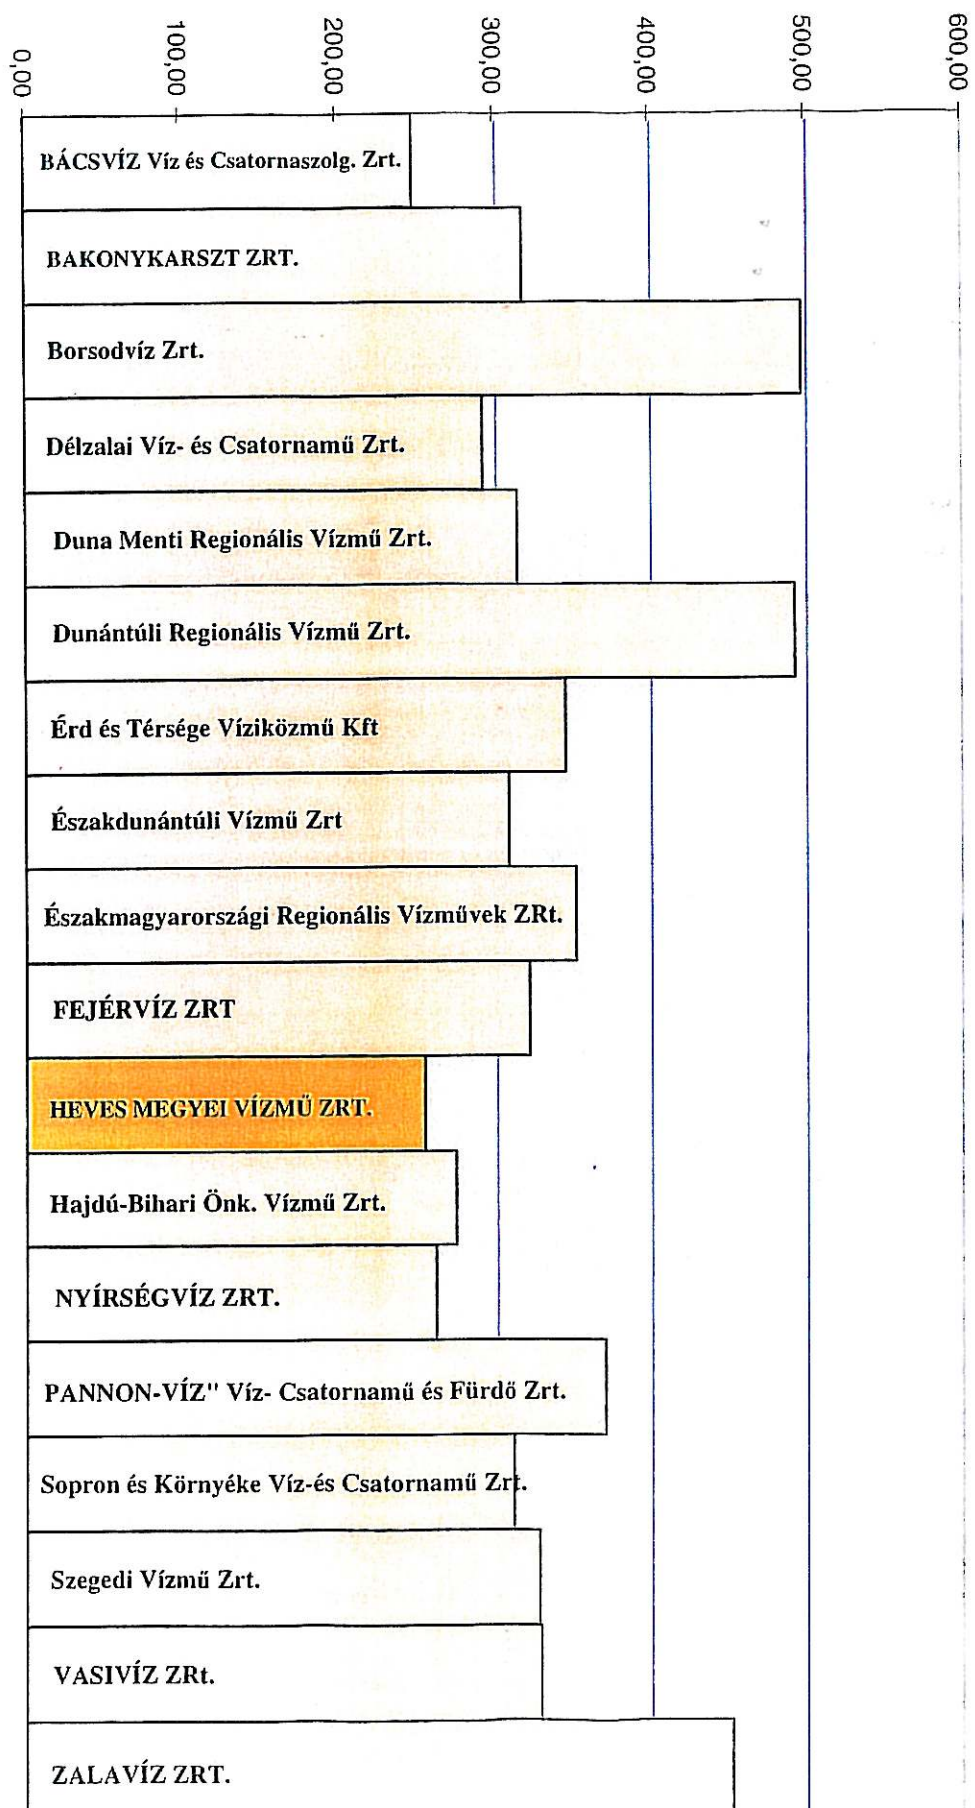 0,00
100,00
200,00
300,00
400,00
500,00
600,00
BÁCSVÍZ Víz és Csatornaszolg. Zrt.
BAKONYKARSZT ZRT.
Borsodvíz Zrt.
Délzalai Víz- és Csatornamű Zrt.
Duna Menti Regionális Vízmű Zrt.
Dunántúli Regionális Vízmű Zrt.
Érd és Térsége Víziközmű Kft
Északdunántúli Vízmű Zrt
Északmagyarországi Regionális Vízművek ZRt.
FEJÉRVÍZ ZRT
HEVES MEGYEI VÍZMŰ ZRT.
Hajdú-Bihari Önk. Vízmű Zrt.
NYÍRSÉGVÍZ ZRT.
PANNON-VÍZ" Víz- Csatornamű és Fürdő Zrt.
Sopron és Környéke Víz-és Csatornamű Zrt.
Szegedi Vízmű Zrt.
VASIVÍZ ZRt.
ZALAVÍZ ZRT.